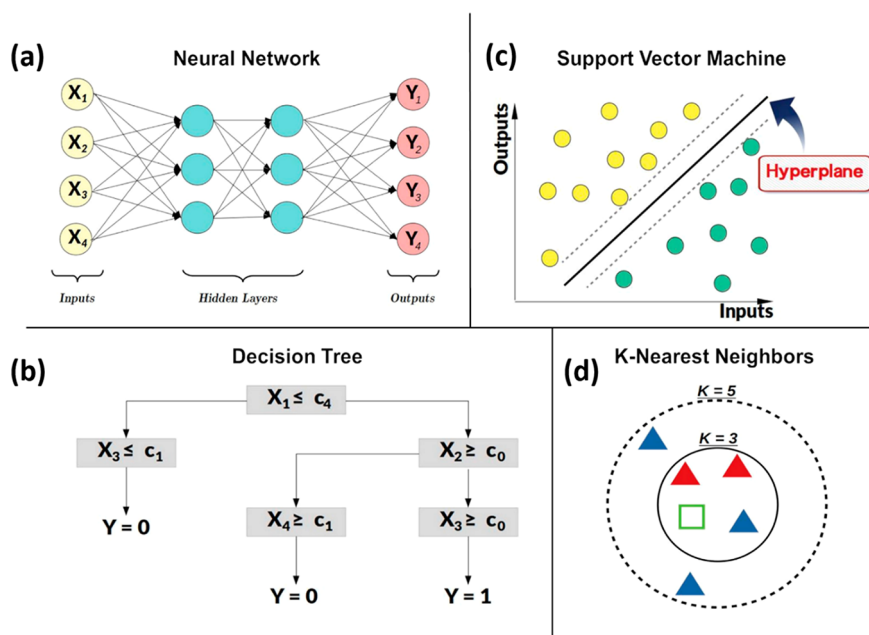 (a)
Neural Network
X1
X2
X3
X4
Y1
Y2
Y3
Y4
Inputs
Hidden Layers
Outputs
(c)
Support Vector Machine
Outputs
Hyperplane
Inputs
(b)
Decision Tree
X1 ≤ c4
X3 ≤ c1
X2 ≥ c0
Y = 0
X4 ≥ c1
X3 ≥ c0
Y = 0
Y = 1
(d)
K-Nearest Neighbors
K = 5
K = 3